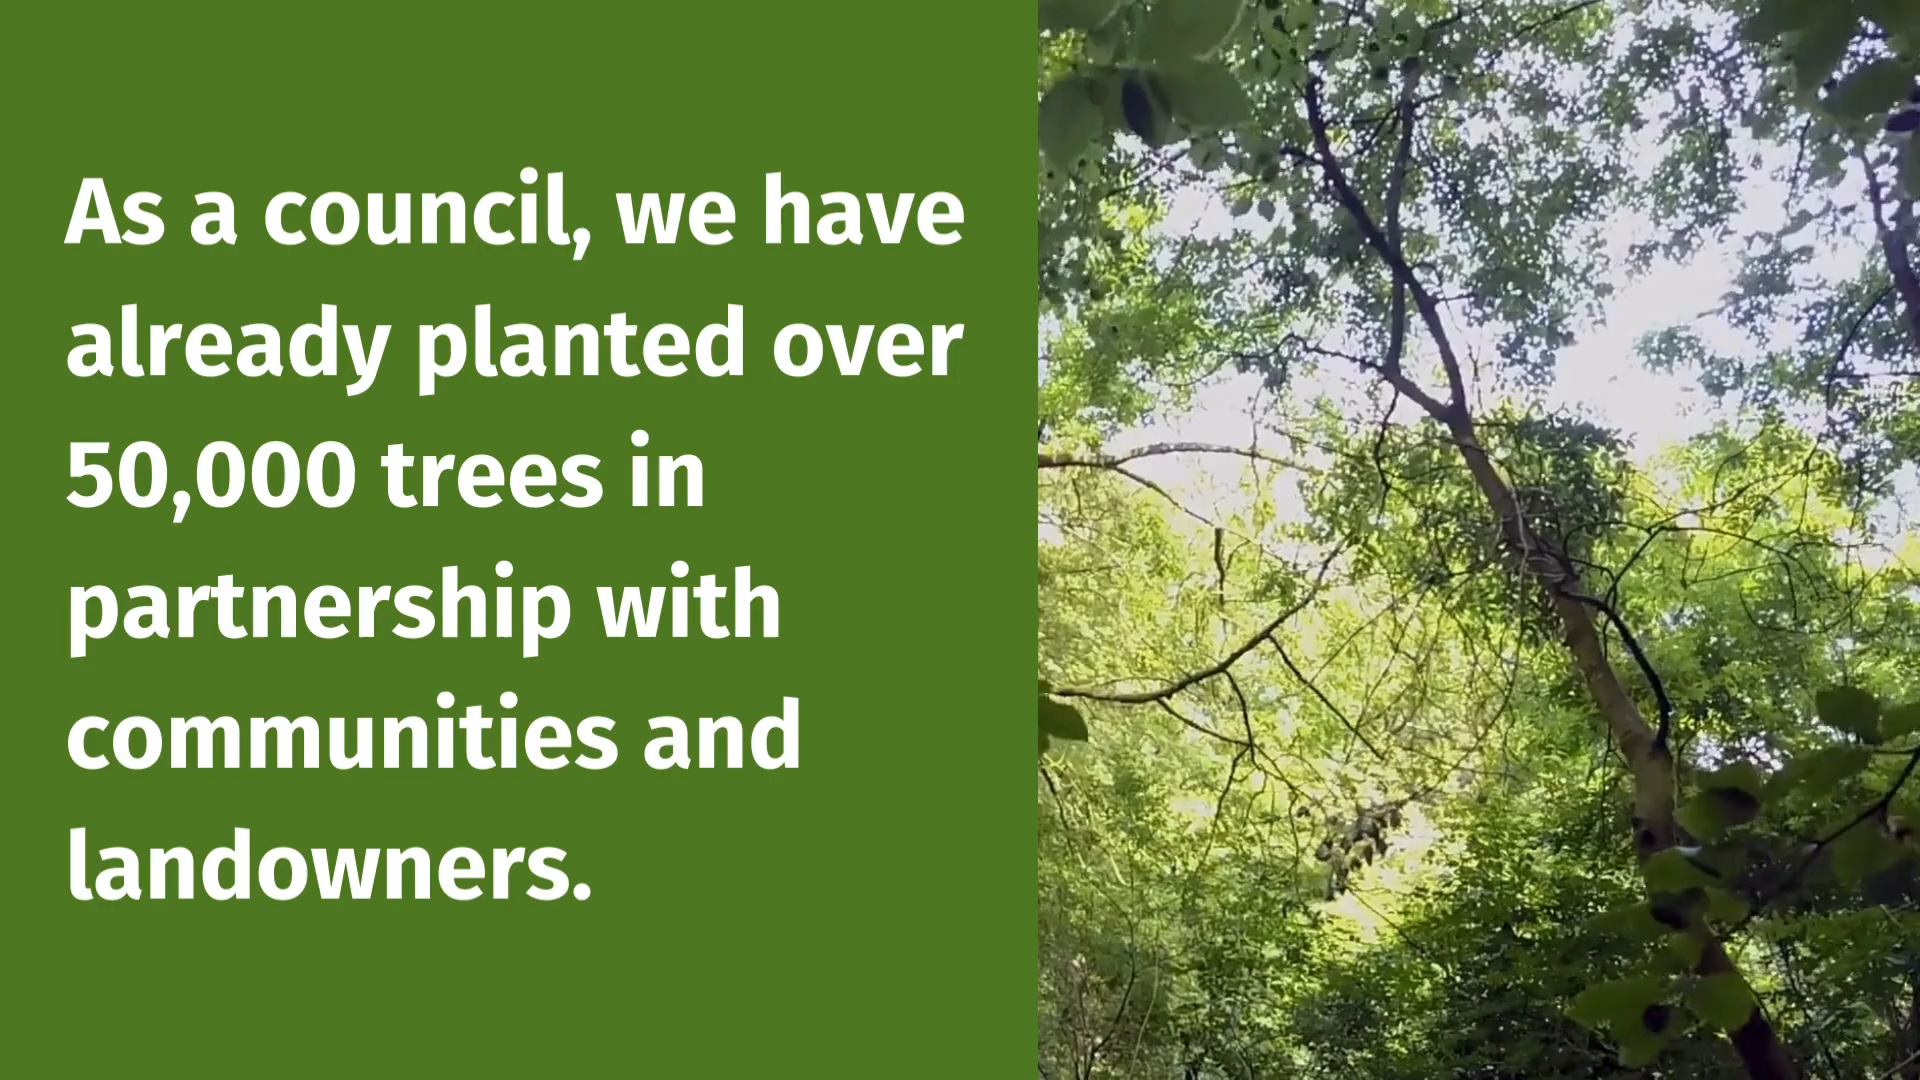 As a council, we have
already planted over
50,000 trees in
partnership with
communities and
landowners.